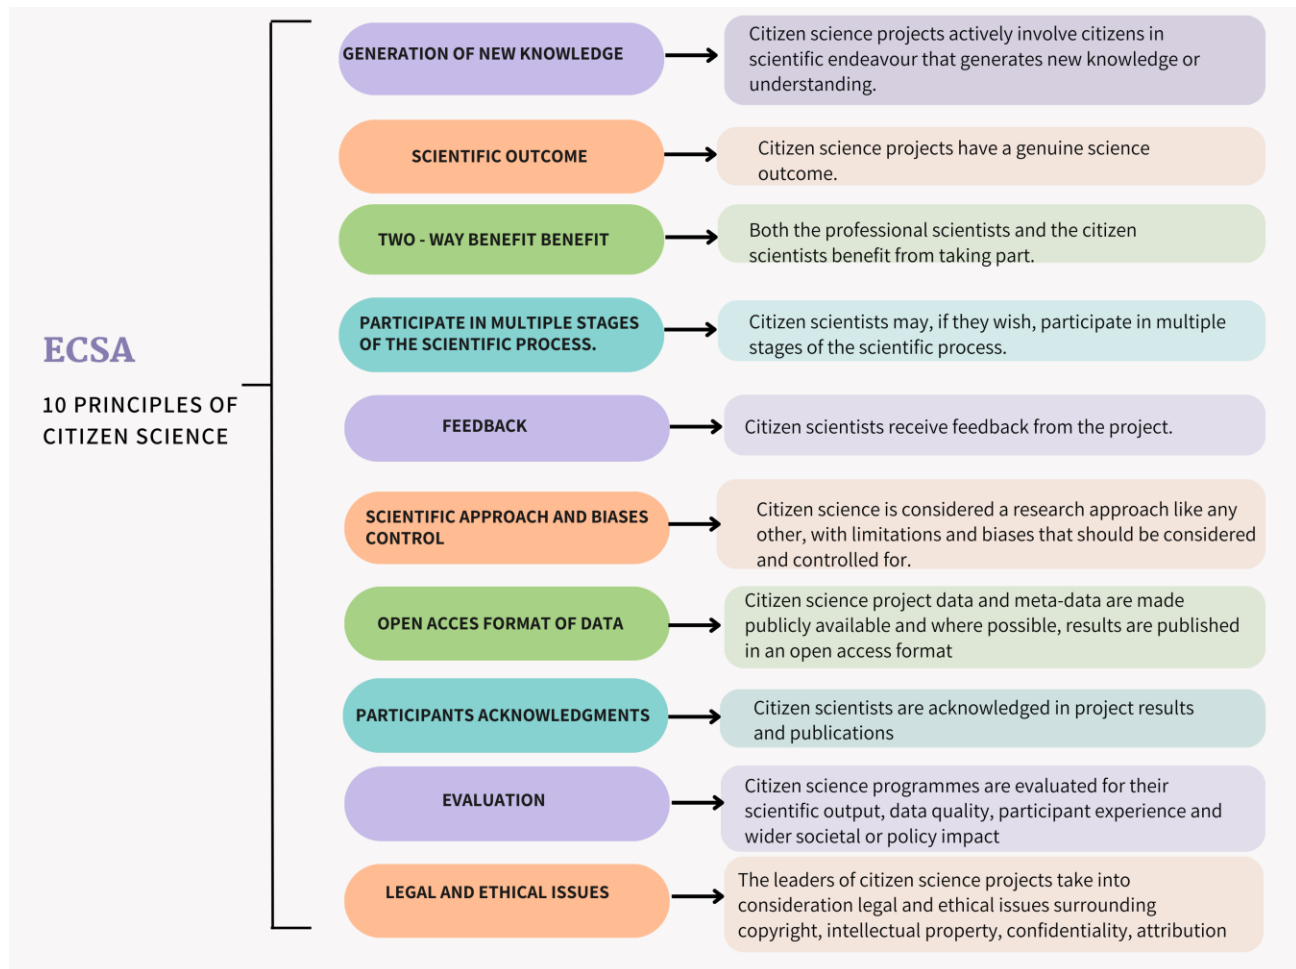 ECSA
10 PRINCIPLES OF
CITIZEN SCIENCE
GENERATION OF NEW KNOWLEDGE
Citizen science projects actively involve citizens in
scientific endeavour that generates new knowledge or
understanding.
SCIENTIFIC OUTCOME
Citizen science projects have a genuine science
outcome.
TWO - WAY BENEFIT BENEFIT
Both the professional scientists and the citizen
scientists benefit from taking part.
PARTICIPATE IN MULTIPLE STAGES
OF THE SCIENTIFIC PROCESS.
Citizen scientists may, if they wish, participate in multiple
stages of the scientific process.
FEEDBACK
Citizen scientists receive feedback from the project.
SCIENTIFIC APPROACH AND BIASES
CONTROL
Citizen science is considered a research approach like any
other, with limitations and biases that should be considered
and controlled for.
OPEN ACCES FORMAT OF DATA
Citizen science project data and meta-data are made
publicly available and where possible, results are published
in an open access format
PARTICIPANTS ACKNOWLEDGMENTS
Citizen scientists are acknowledged in project results
and publications
EVALUATION
Citizen science programmes are evaluated for their
scientific output, data quality, participant experience and
wider societal or policy impact
LEGAL AND ETHICAL ISSUES
The leaders of citizen science projects take into
consideration legal and ethical issues surrounding
copyright, intellectual property, confidentiality, attribution